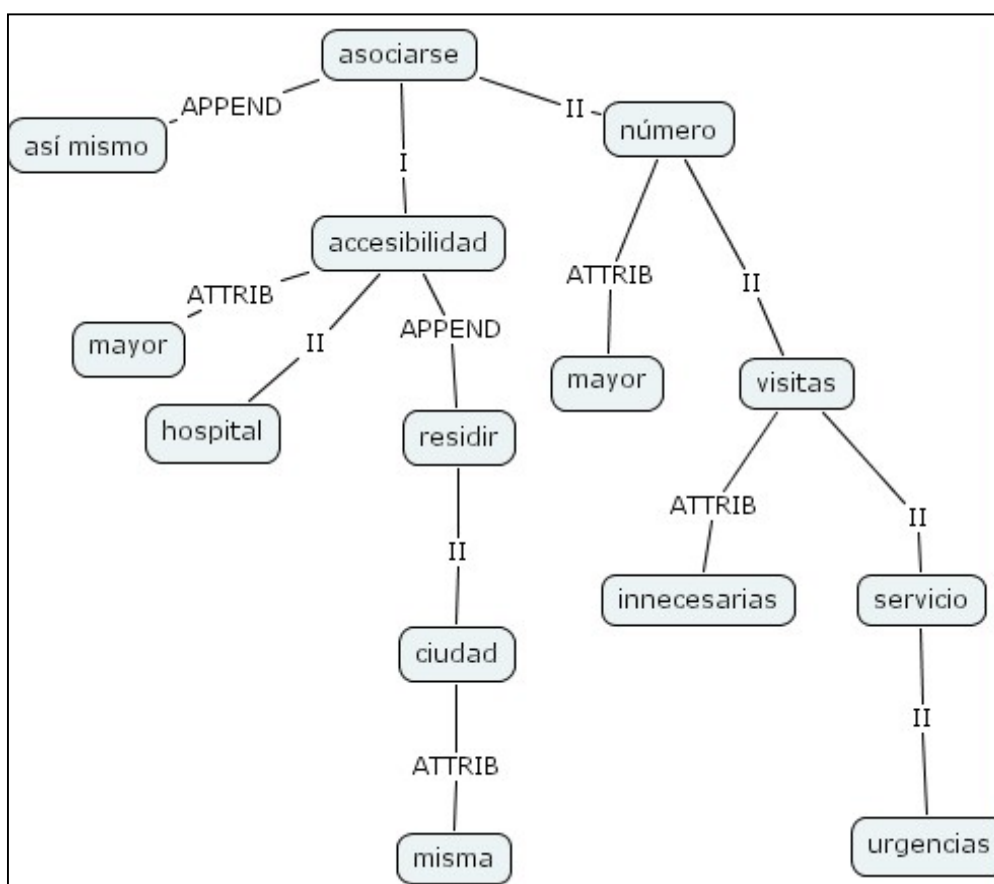 asociarse
APPEND
II
número
así mismo
I
accesibilidad
ATTRIB
ATTRIB
II
mayor
II
APPEND
mayor
visitas
hospital
residir
ATTRIB
II
II
innecesarias
servicio
ciudad
II
ATTRIB
misma
urgencias